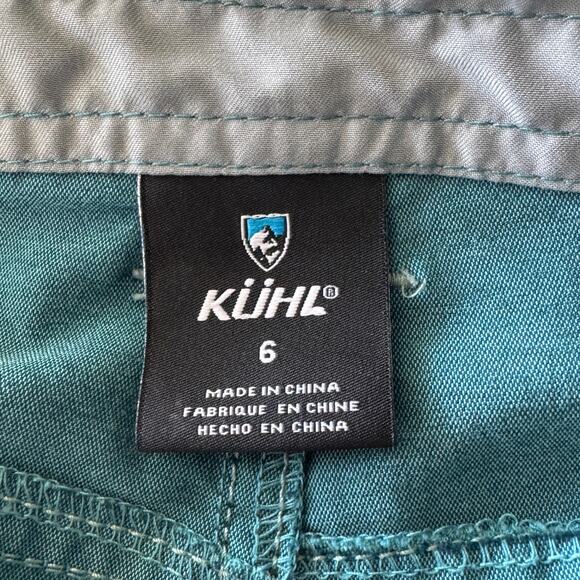 KÜHL®
6
MADE IN CHINA
FABRIQUE EN CHINE
HECHO EN CHINA